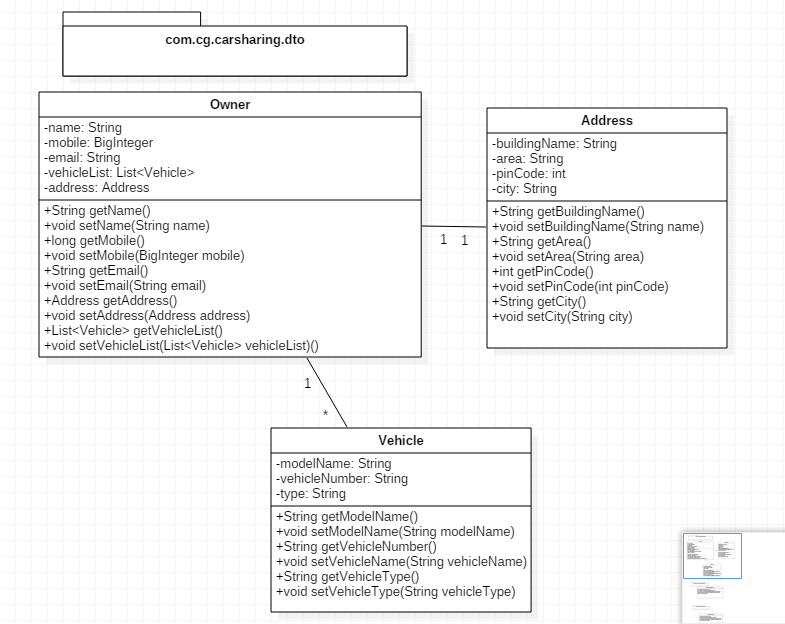 com.cg.carsharing.dto
Owner
-name: String
-mobile: BigInteger
-email: String
-vehicleList: List<Vehicle>
-address: Address
+String getName()
+void setName(String name)
+long getMobile()
+void setMobile(BigInteger mobile)
+String getEmail()
+void setEmail(String email)
+Address getAddress()
+void setAddress(Address address)
+List<Vehicle> getVehicleList()
+void setVehicleList(List<Vehicle> vehicleList)()
1 1
Address
-buildingName: String
-area: String
-pinCode: int
-city: String
+String getBuildingName()
+void setBuildingName(String name)
+String getArea()
+void setArea(String area)
+int getPinCode()
+void setPinCode(int pinCode)
+String getCity()
+void setCity(String city)
1
*
Vehicle
-modelName: String
-vehicleNumber: String
-type: String
+String getModelName()
+void setModelName(String modelName)
+String getVehicleNumber()
+void setVehicleName(String vehicleName)
+String getVehicleType()
+void setVehicleType(String vehicleType)